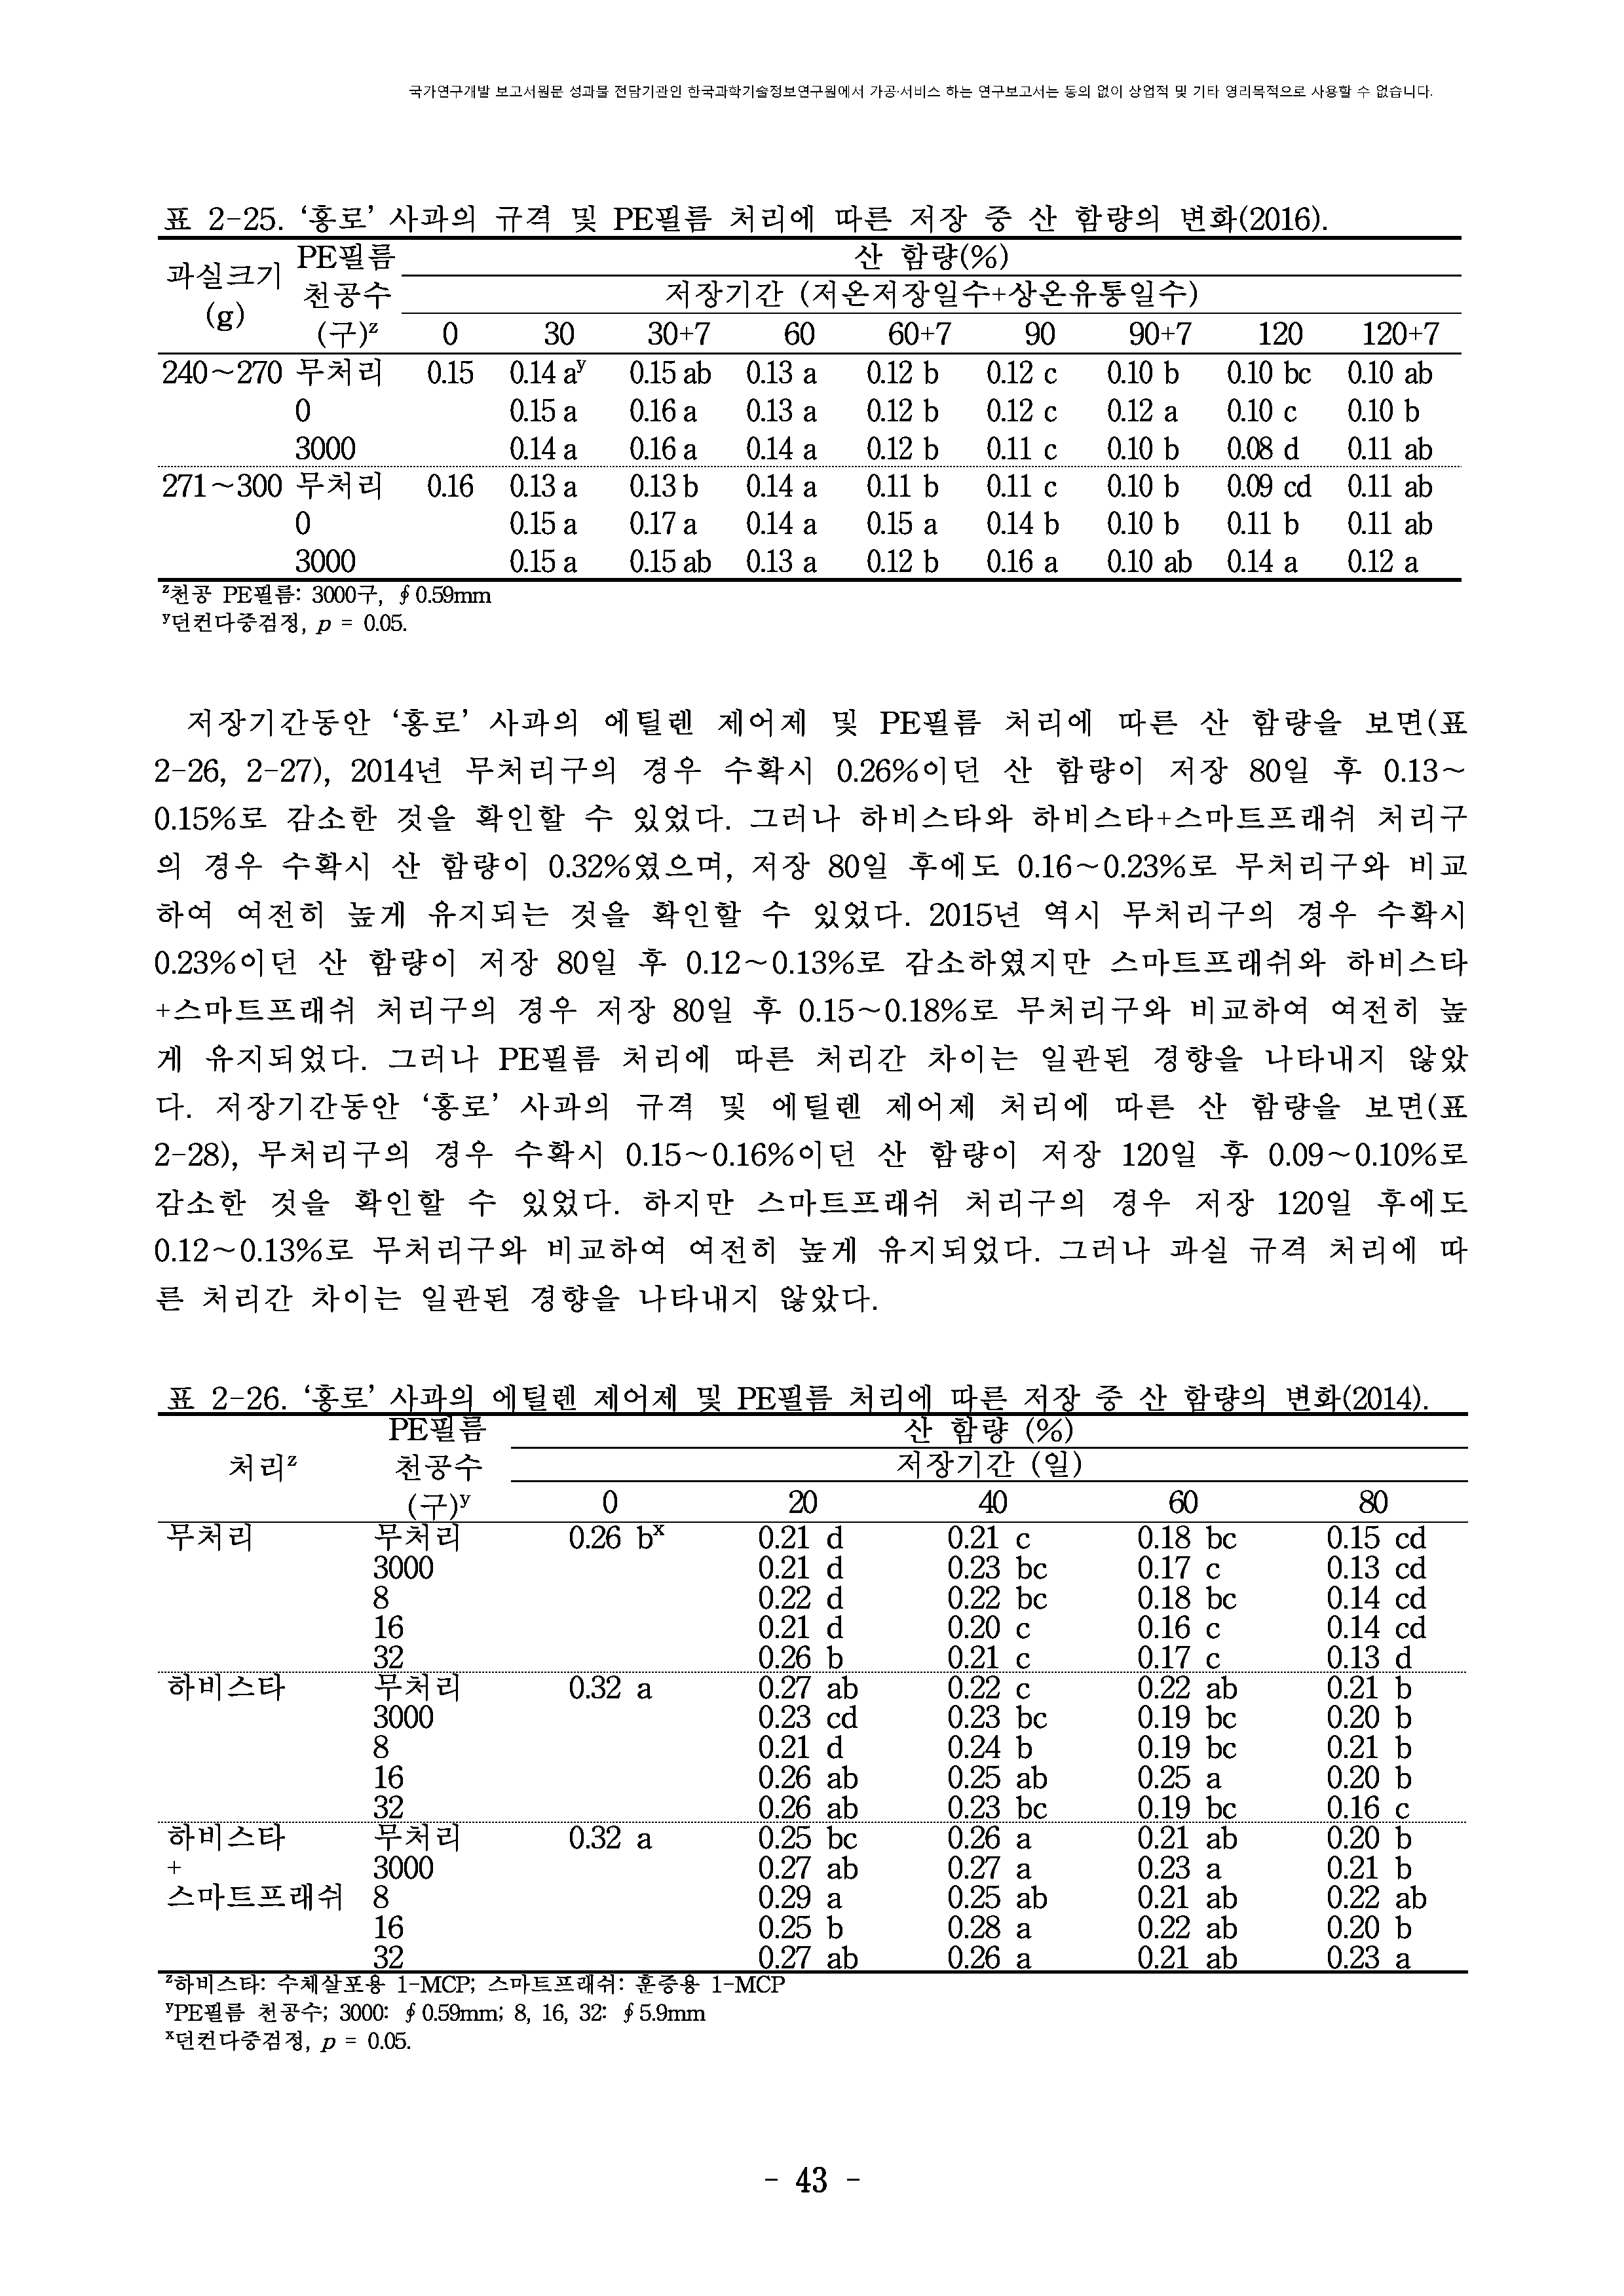 국가연구개발 보고서원문 성과물 전담기관인 한국과학기술정보연구원에서 가공·서비스 하는 연구보고서는 동의 없이 상업적 및 기타 영리목적으로 사용할 수 없습니다.
표 2-25. ‘홍로’ 사과의 규격 및 PE필름 처리에 따른 저장 중 산 함량의 변화(2016).
과실크기 (g) PE필름 천공수 (구)ᶻ 산 함량(%)
저장기간 (저온저장일수+상온유통일수)
0 30 30+7 60 60+7 90 90+7 120 120+7
240~270 무처리 0.15 0.14 aʸ 0.15 ab 0.13 a 0.12 b 0.12 c 0.10 b 0.10 bc 0.10 ab
0 0.15 a 0.16 a 0.13 a 0.12 b 0.12 c 0.12 a 0.10 c 0.10 b
3000 0.14 a 0.16 a 0.14 a 0.12 b 0.11 c 0.10 b 0.08 d 0.11 ab
271~300 무처리 0.16 0.13 a 0.13 b 0.14 a 0.11 b 0.11 c 0.10 b 0.09 cd 0.11 ab
0 0.15 a 0.17 a 0.14 a 0.15 a 0.14 b 0.10 b 0.11 b 0.11 ab
3000 0.15 a 0.15 ab 0.13 a 0.12 b 0.16 a 0.10 ab 0.14 a 0.12 a
ᶻ천공 PE필름: 3000구, ∮0.59mm
ʸ던컨다중검정, p = 0.05.
저장기간동안 ‘홍로’ 사과의 에틸렌 제어제 및 PE필름 처리에 따른 산 함량을 보면(표
2-26, 2-27), 2014년 무처리구의 경우 수확시 0.26%이던 산 함량이 저장 80일 후 0.13~
0.15%로 감소한 것을 확인할 수 있었다. 그러나 하비스타와 하비스타+스마트프래쉬 처리구
의 경우 수확시 산 함량이 0.32%였으며, 저장 80일 후에도 0.16~0.23%로 무처리구와 비교
하여 여전히 높게 유지되는 것을 확인할 수 있었다. 2015년 역시 무처리구의 경우 수확시
0.23%이던 산 함량이 저장 80일 후 0.12~0.13%로 감소하였지만 스마트프래쉬와 하비스타
+스마트프래쉬 처리구의 경우 저장 80일 후 0.15~0.18%로 무처리구와 비교하여 여전히 높
게 유지되었다. 그러나 PE필름 처리에 따른 처리간 차이는 일관된 경향을 나타내지 않았
다. 저장기간동안 ‘홍로’ 사과의 규격 및 에틸렌 제어제 처리에 따른 산 함량을 보면(표
2-28), 무처리구의 경우 수확시 0.15~0.16%이던 산 함량이 저장 120일 후 0.09~0.10%로
감소한 것을 확인할 수 있었다. 하지만 스마트프래쉬 처리구의 경우 저장 120일 후에도
0.12~0.13%로 무처리구와 비교하여 여전히 높게 유지되었다. 그러나 과실 규격 처리에 따
른 처리간 차이는 일관된 경향을 나타내지 않았다.
표 2-26. ‘홍로’ 사과의 에틸렌 제어제 및 PE필름 처리에 따른 저장 중 산 함량의 변화(2014).
처리ᶻ PE필름 천공수 (구)ʸ 산 함량 (%)
저장기간 (일)
0 20 40 60 80
무처리 무처리 0.26 bˣ 0.21 d 0.21 c 0.18 bc 0.15 cd
3000 0.21 d 0.23 bc 0.17 c 0.13 cd
8 0.22 d 0.22 bc 0.18 bc 0.14 cd
16 0.21 d 0.20 c 0.16 c 0.14 cd
32 0.26 b 0.21 c 0.17 c 0.13 d
하비스타 무처리 0.32 a 0.27 ab 0.22 c 0.22 ab 0.21 b
3000 0.23 cd 0.23 bc 0.19 bc 0.20 b
8 0.21 d 0.24 b 0.19 bc 0.21 b
16 0.26 ab 0.25 ab 0.25 a 0.20 b
32 0.26 ab 0.23 bc 0.19 bc 0.16 c
하비스타 무처리 0.32 a 0.25 bc 0.26 a 0.21 ab 0.20 b
+ 3000 0.27 ab 0.27 a 0.23 a 0.21 b
스마트프래쉬 8 0.29 a 0.25 ab 0.21 ab 0.22 ab
16 0.25 b 0.28 a 0.22 ab 0.20 b
32 0.27 ab 0.26 a 0.21 ab 0.23 a
ᶻ하비스타: 수체살포용 1-MCP; 스마트프래쉬: 훈증용 1-MCP
ʸPE필름 천공수; 3000: ∮0.59mm; 8, 16, 32: ∮5.9mm
ˣ던컨다중검정, p = 0.05.
- 43 -